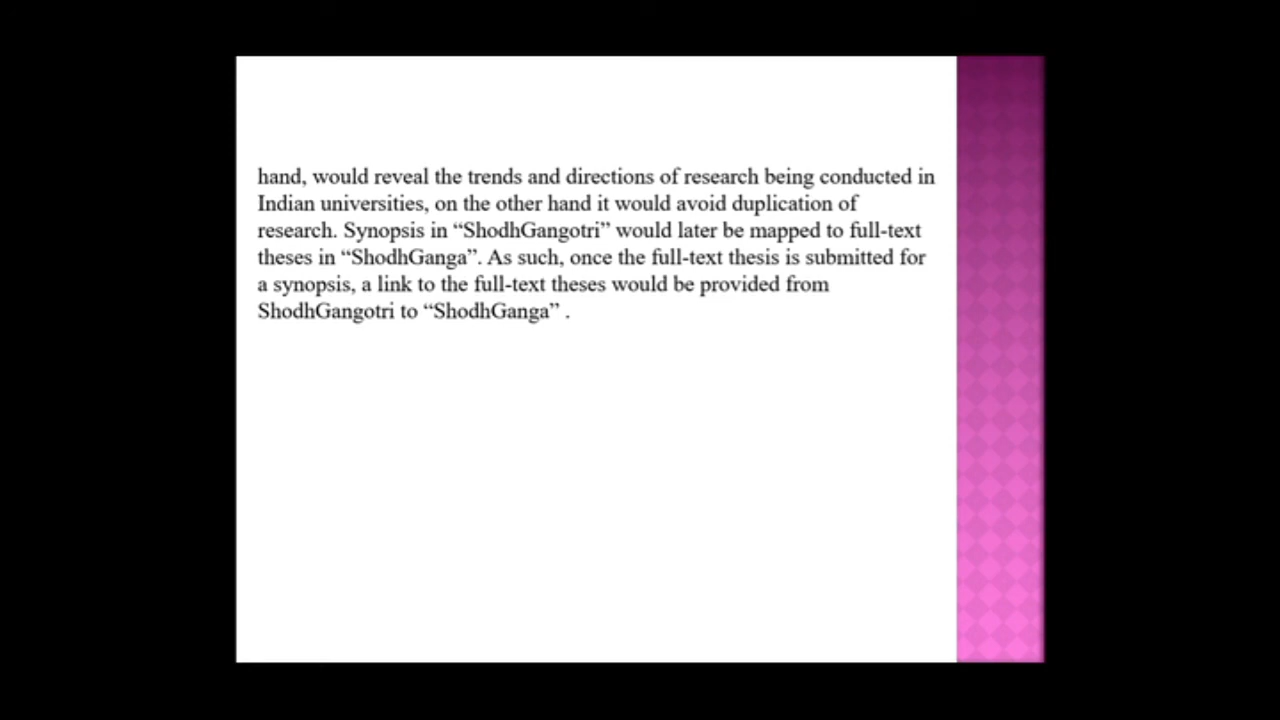 hand, would reveal the trends and directions of research being conducted in
Indian universities, on the other hand it would avoid duplication of
research. Synopsis in “ShodhGangotri” would later be mapped to full-text
theses in “ShodhGanga”. As such, once the full-text thesis is submitted for
a synopsis, a link to the full-text theses would be provided from
ShodhGangotri to “ShodhGanga” .